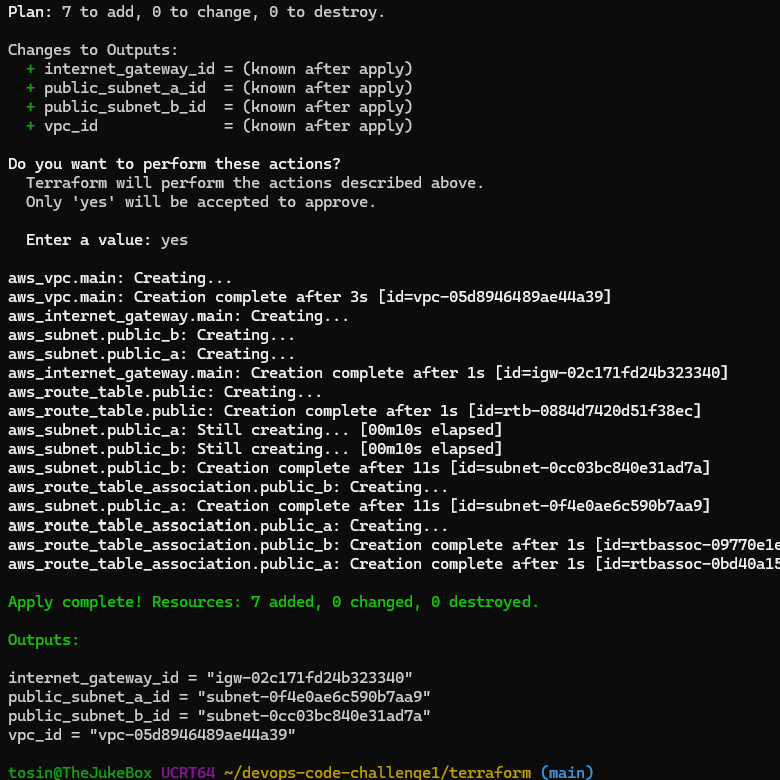 Plan: 7 to add, 0 to change, 0 to destroy.
Changes to Outputs:
+ internet_gateway_id = (known after apply)
+ public_subnet_a_id  = (known after apply)
+ public_subnet_b_id  = (known after apply)
+ vpc_id              = (known after apply)
Do you want to perform these actions?
Terraform will perform the actions described above.
Only 'yes' will be accepted to approve.
Enter a value: yes
aws_vpc.main: Creating...
aws_vpc.main: Creation complete after 3s [id=vpc-05d8946489ae44a39]
aws_internet_gateway.main: Creating...
aws_subnet.public_b: Creating...
aws_subnet.public_a: Creating...
aws_internet_gateway.main: Creation complete after 1s [id=igw-02c171fd24b323340]
aws_route_table.public: Creating...
aws_route_table.public: Creation complete after 1s [id=rtb-0884d7420d51f38ec]
aws_subnet.public_a: Still creating... [00m10s elapsed]
aws_subnet.public_b: Still creating... [00m10s elapsed]
aws_subnet.public_b: Creation complete after 11s [id=subnet-0cc03bc840e31ad7a]
aws_route_table_association.public_b: Creating...
aws_subnet.public_a: Creation complete after 11s [id=subnet-0f4e0ae6c590b7aa9]
aws_route_table_association.public_a: Creating...
aws_route_table_association.public_b: Creation complete after 1s [id=rtbassoc-09770e1e
aws_route_table_association.public_a: Creation complete after 1s [id=rtbassoc-0bd40a15
Apply complete! Resources: 7 added, 0 changed, 0 destroyed.
Outputs:
internet_gateway_id = "igw-02c171fd24b323340"
public_subnet_a_id = "subnet-0f4e0ae6c590b7aa9"
public_subnet_b_id = "subnet-0cc03bc840e31ad7a"
vpc_id = "vpc-05d8946489ae44a39"
tosin@TheJukeBox UCRT64 ~/devops-code-challenge1/terraform (main)